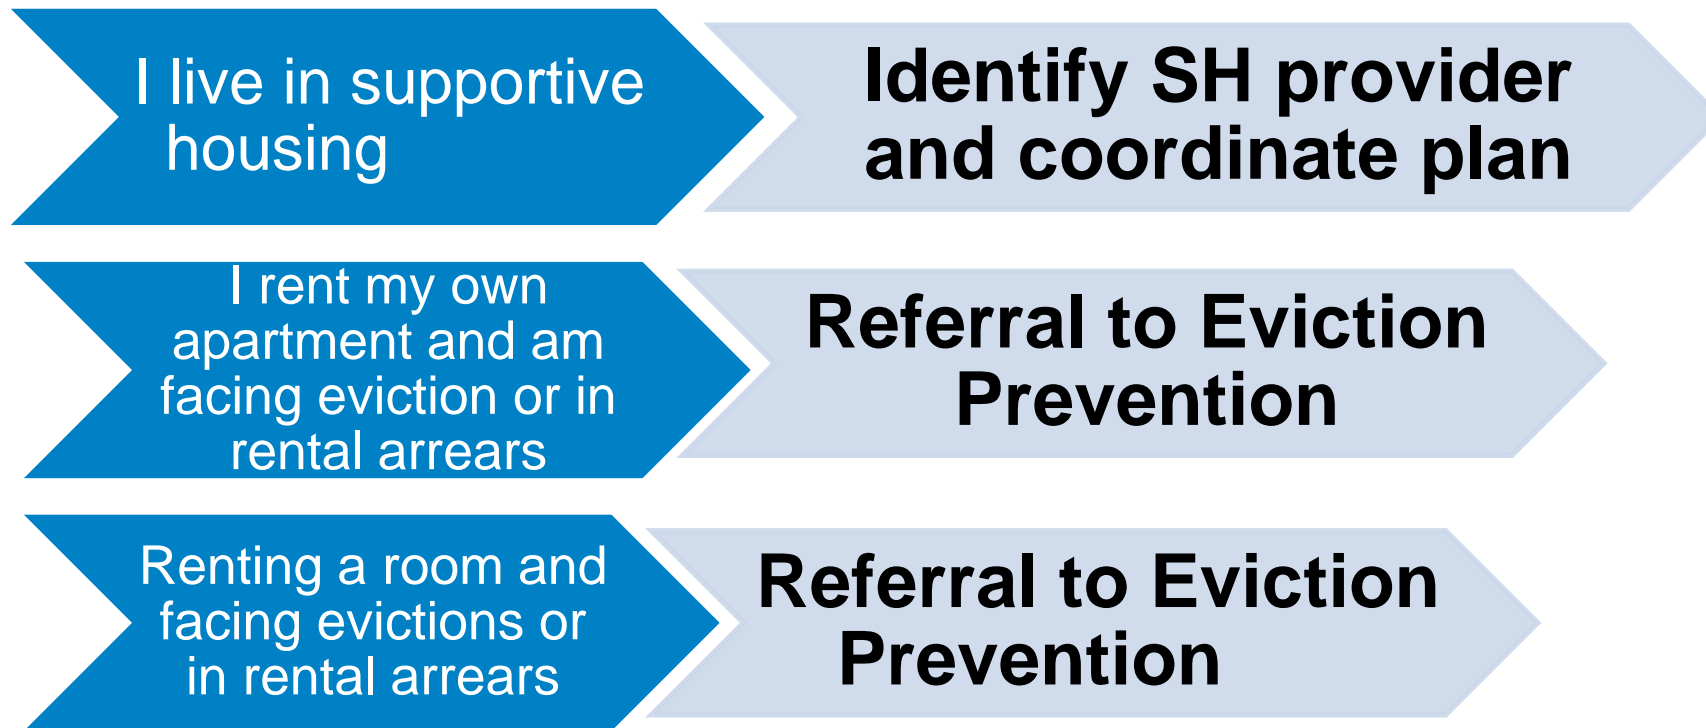 I live in supportive
housing
Identify SH provider
and coordinate plan
I rent my own
apartment and am
facing eviction or in
rental arrears
Referral to Eviction
Prevention
Renting a room and
facing evictions or
in rental arrears
Referral to Eviction
Prevention